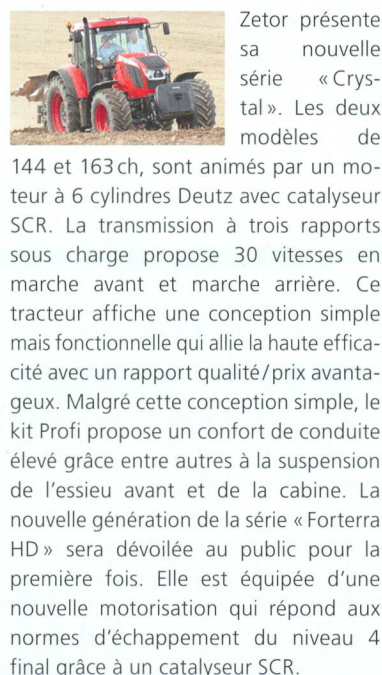 Zetor présente
sa nouvelle
série « Crys-
tal ». Les deux
modèles de
144 et 163 ch, sont animés par un mo-
teur à 6 cylindres Deutz avec catalyseur
SCR. La transmission à trois rapports
sous charge propose 30 vitesses en
marche avant et marche arrière. Ce
tracteur affiche une conception simple
mais fonctionnelle qui allie la haute effica-
cité avec un rapport qualité/prix avanta-
geux. Malgré cette conception simple, le
kit Profi propose un confort de conduite
élevé grâce entre autres à la suspension
de l'essieu avant et de la cabine. La
nouvelle génération de la série « Forterra
HD » sera dévoilée au public pour la
première fois. Elle est équipée d'une
nouvelle motorisation qui répond aux
normes d'échappement du niveau 4
final grâce à un catalyseur SCR.